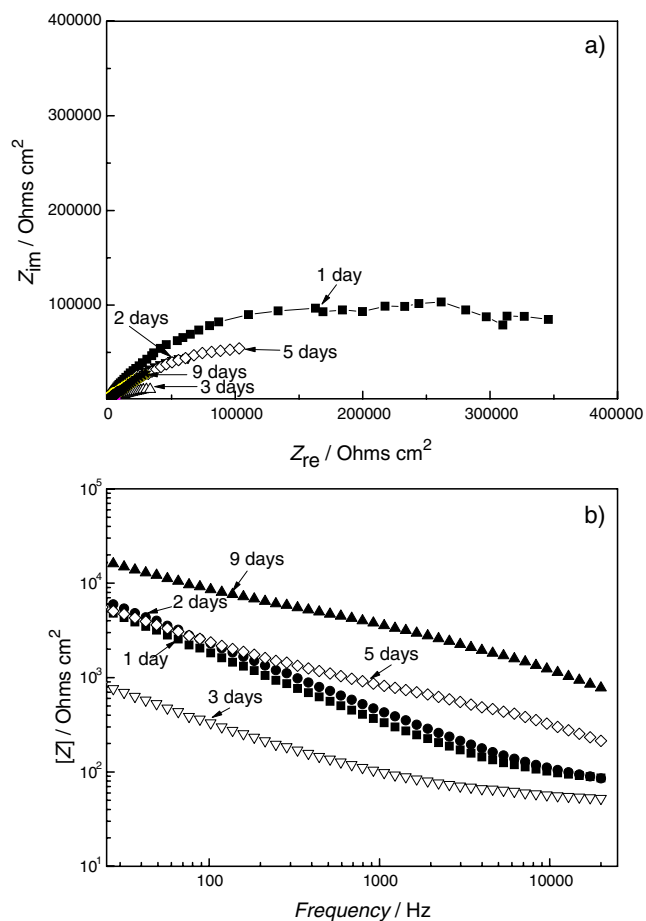 a)
400000
300000
200000
100000
0
Z_im / Ohms cm²
1 day
2 days
5 days
9 days
3 days
0 100000 200000 300000 400000
Z_re / Ohms cm²
b)
10⁵
10⁴
10³
10²
10¹
[Z] / Ohms cm²
9 days
2 days
1 day
5 days
3 days
100 1000 10000
Frequency / Hz